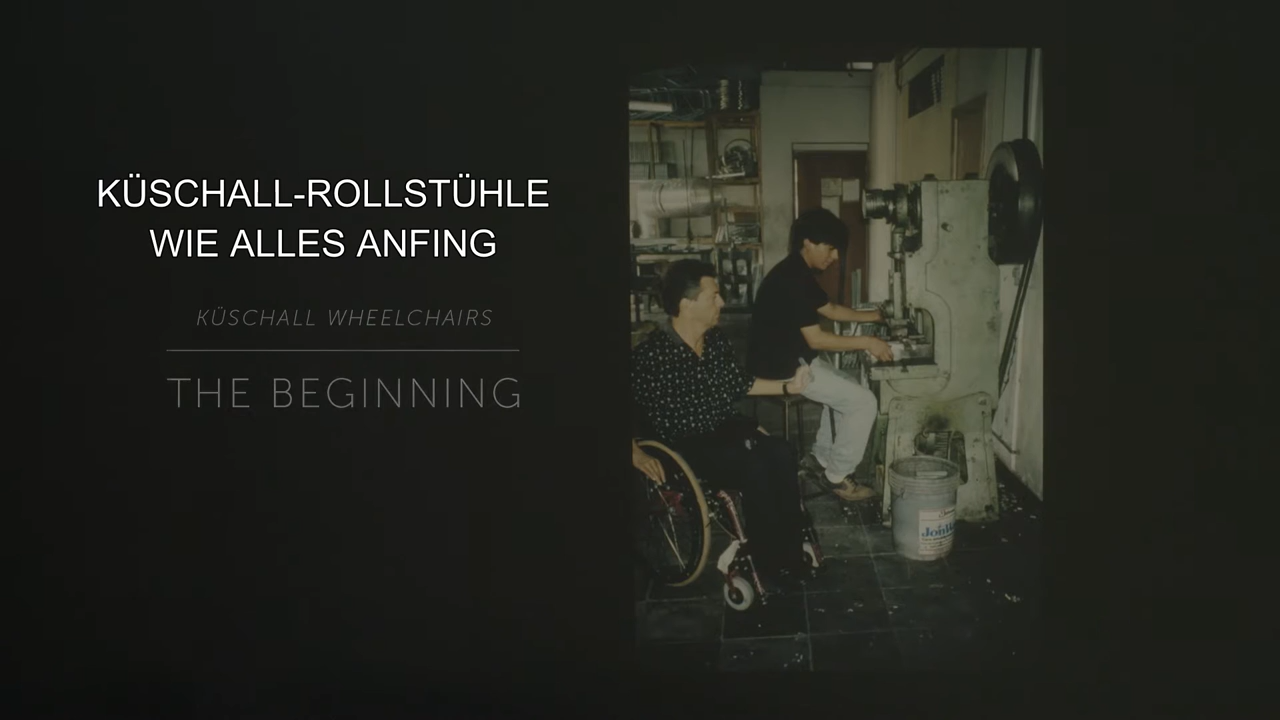 KÜSCHALL-ROLLSTÜHLE
WIE ALLES ANFING
KÜSCHALL WHEELCHAIRS
THE BEGINNING